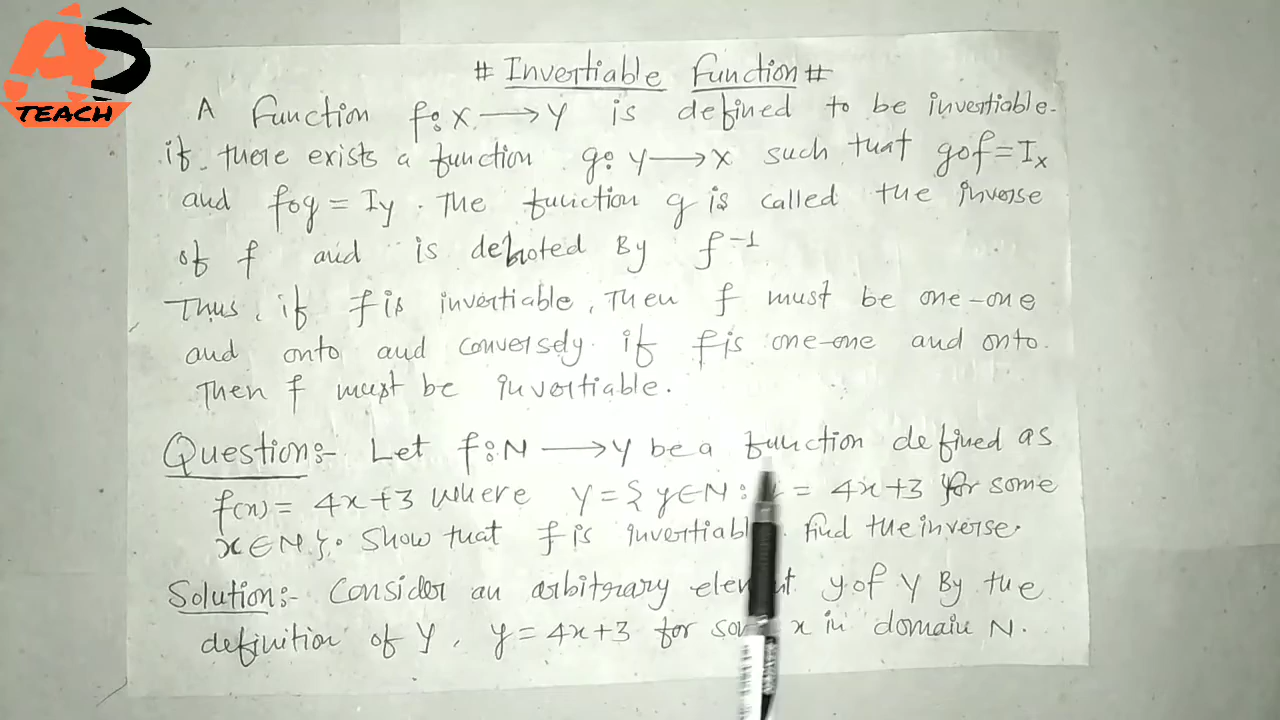 AS
TEACH
# Invertiable Function #
A Function f: X ⟶ Y is defined to be invertiable.
if there exists a function g: Y ⟶ X such that gof = Ix
and fog = Iy. The function g is called the inverse
of f and is dehoted By f⁻¹
Thus, if f is invertiable, Then f must be one-one
and onto and conversely if f is one-one and onto.
Then f must be invertiable.
Question:- Let f: N ⟶ Y be a function defined as
f(x) = 4x+3 where Y = { y ∈ N : = 4x+3 for some
x ∈ N }. Show that f is find the inverse.
Solution:- Consider an arbitrary y of Y By the
definition of Y, y = 4x+3 for x in domain N.